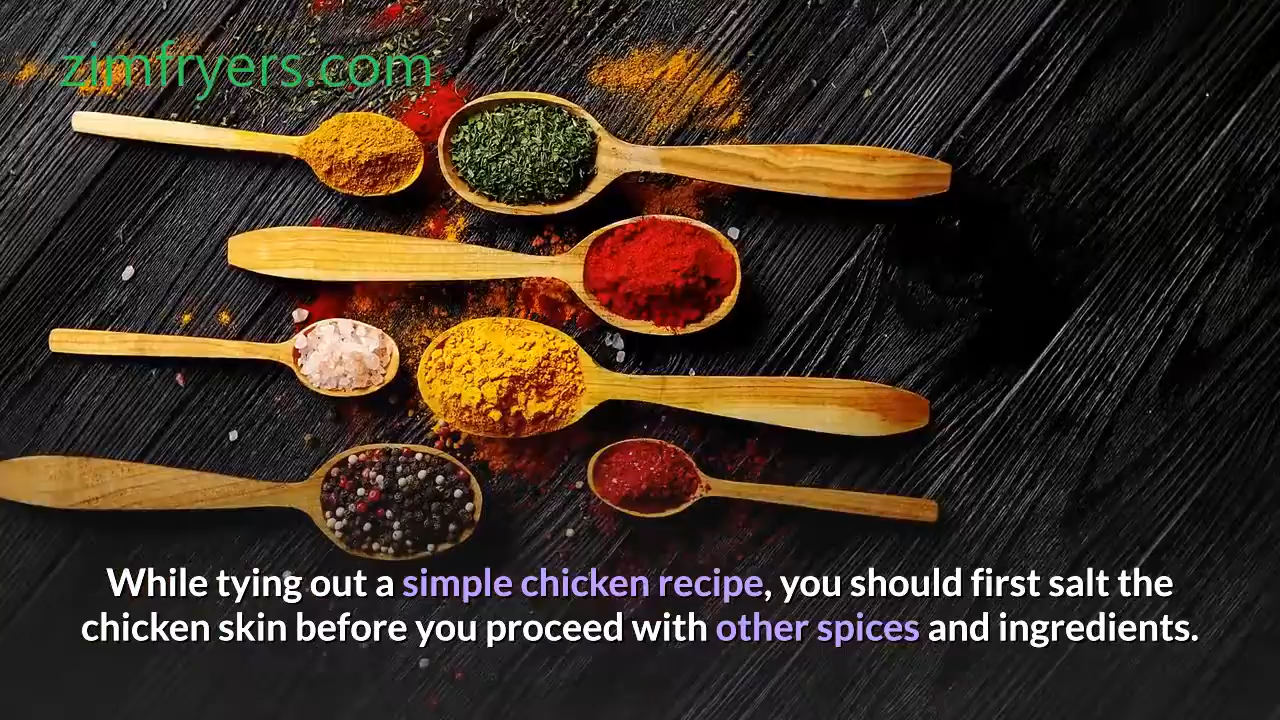 zimfryers.com
While tying out a simple chicken recipe, you should first salt the
chicken skin before you proceed with other spices and ingredients.